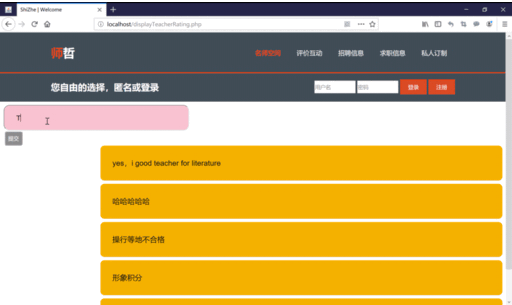 ShiZhe | Welcome
localhost/displayTeacherRating.php
师哲
名师空间 评价互动 招聘信息 求职信息 私人订制
您自由的选择，匿名或登录
用户名 密码 登录 注册
T
提交
yes，i good teacher for literature
哈哈哈哈哈
操行等地不合格
形象积分